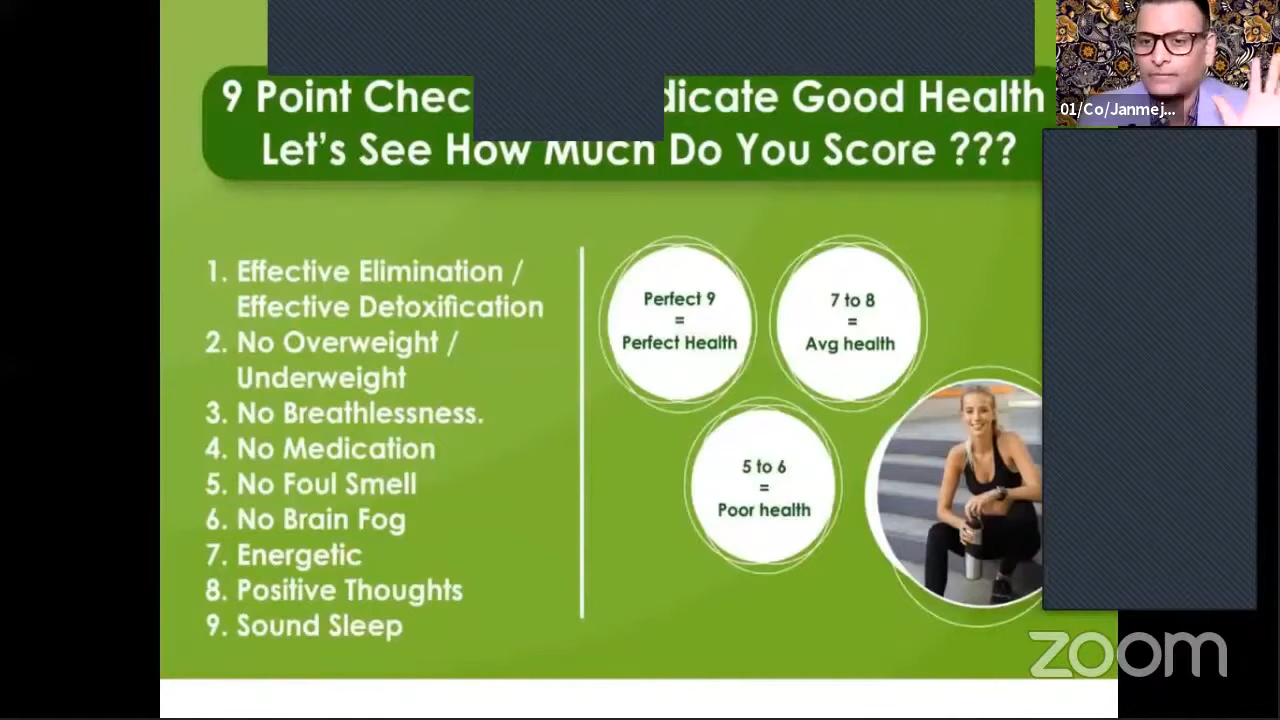 9 Point Chec dicate Good Health
Let's See How Much Do You Score ???
01/Co/Janmej...
1. Effective Elimination /
Effective Detoxification
2. No Overweight /
Underweight
3. No Breathlessness.
4. No Medication
5. No Foul Smell
6. No Brain Fog
7. Energetic
8. Positive Thoughts
9. Sound Sleep
Perfect 9
=
Perfect Health
7 to 8
=
Avg health
5 to 6
=
Poor health
zoom